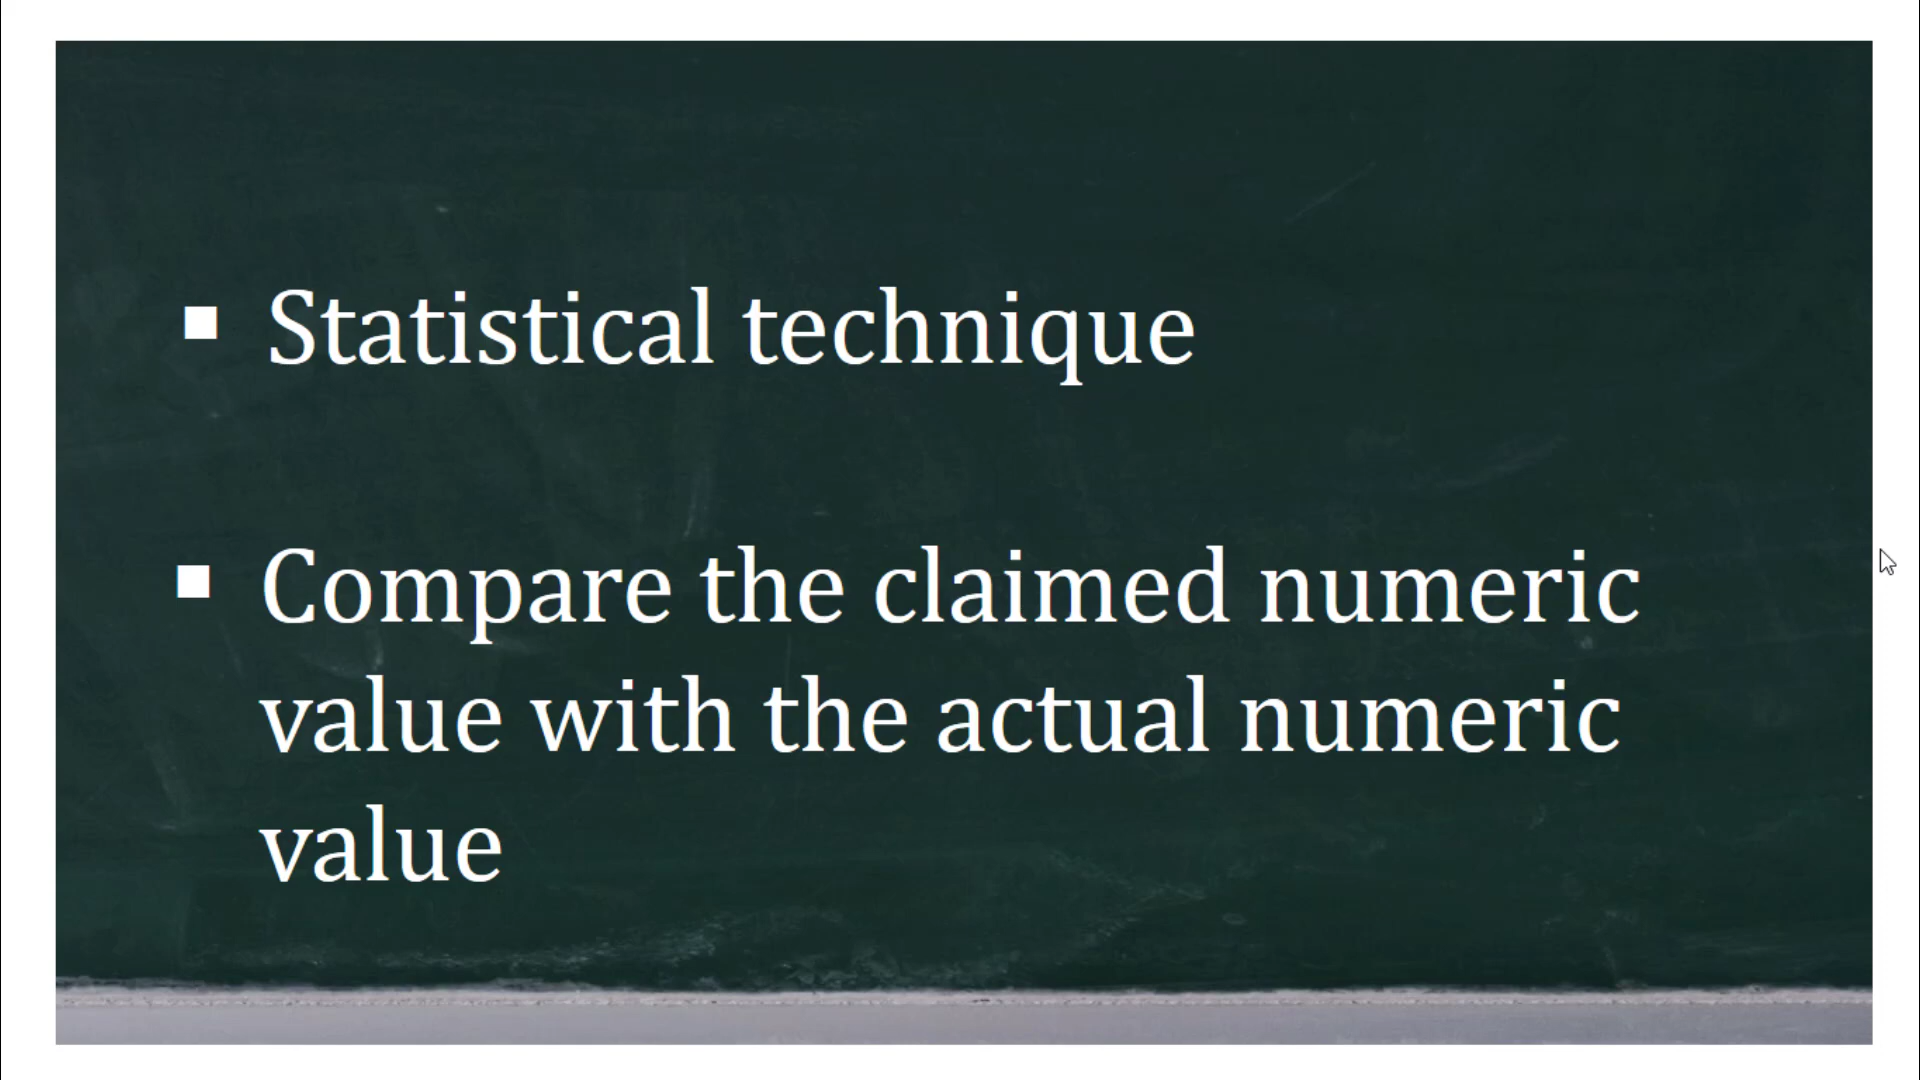 ▪ Statistical technique
▪ Compare the claimed numeric
value with the actual numeric
value